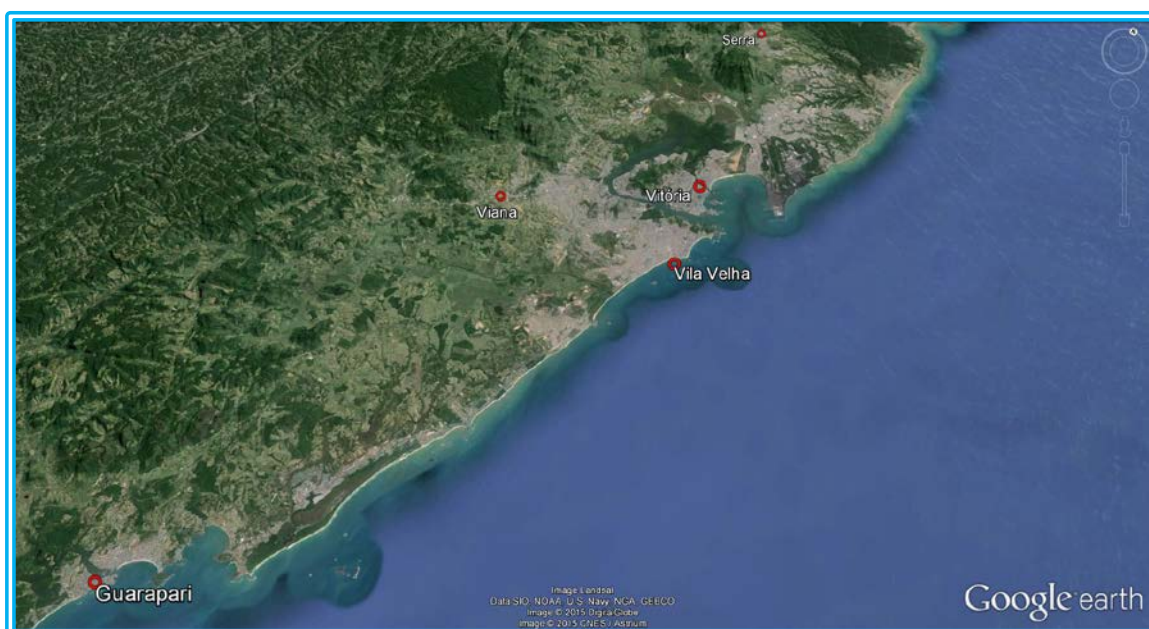 Serra
Vitória
Viana
Vila Velha
Guarapari
Image Landsat
Data SIO, NOAA, U.S. Navy, NGA, GEBCO
Image © 2015 DigitalGlobe
Image © 2015 CNES / Astrium
Google earth